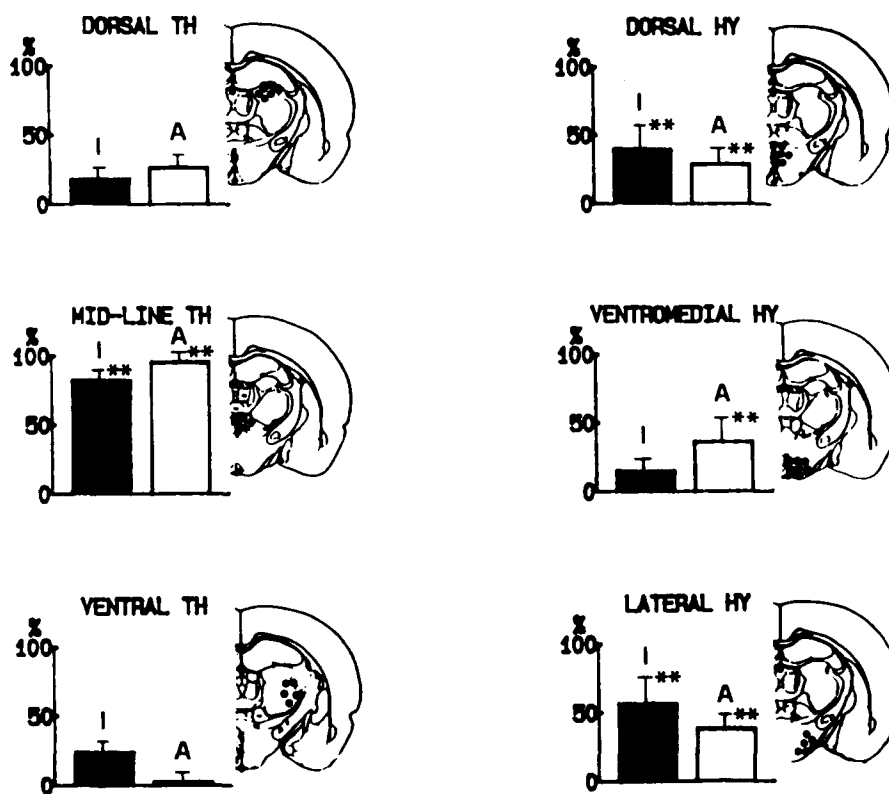 DORSAL TH
%
100
50
0
I
A
DORSAL HY
%
100
50
0
I
**
A
**
MID-LINE TH
%
100
50
0
I
**
A
**
VENTROMEDIAL HY
%
100
50
0
I
A
**
VENTRAL TH
%
100
50
0
I
A
LATERAL HY
%
100
50
0
I
**
A
**